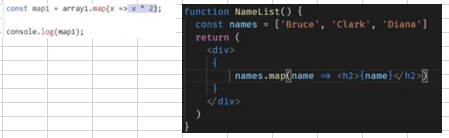 const map1 = array1.map(x => x * 2);
console.log(map1);
function NameList() {
const names = ['Bruce', 'Clark', 'Diana']
return (
<div>
{
names.map(name => <h2>{name}</h2>)
}
</div>
)
}